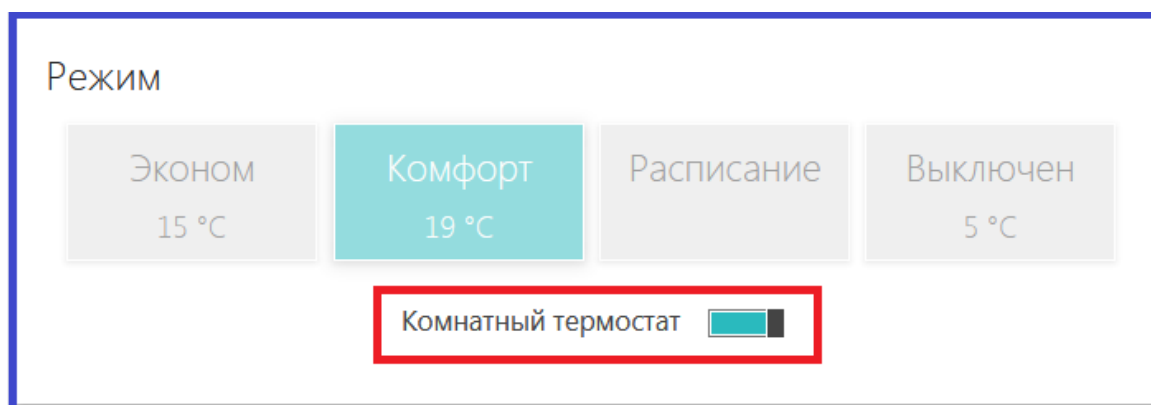 Режим
Эконом
15 °C
Комфорт
19 °C
Расписание
Выключен
5 °C
Комнатный термостат